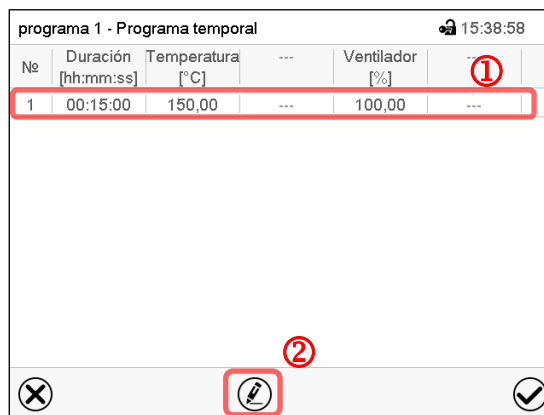 programa 1 - Programa temporal 15:38:58
№ Duración [hh:mm:ss] Temperatura [°C] --- Ventilador [%] ---
①
1 00:15:00 150,00 --- 100,00 ---
②